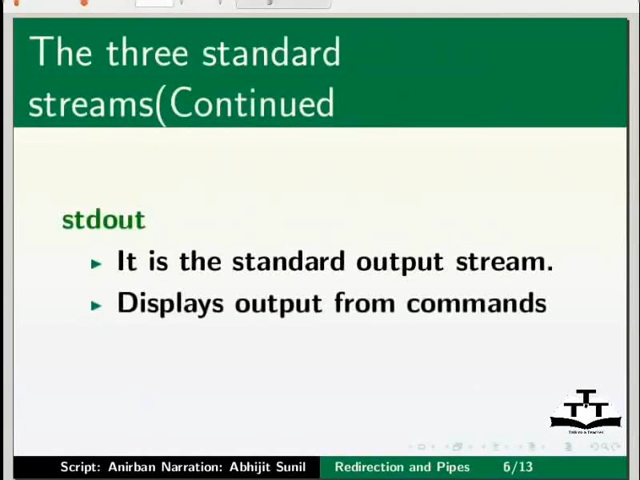 The three standard
streams(Continued
stdout
It is the standard output stream.
Displays output from commands
Script: Anirban Narration: Abhijit Sunil Redirection and Pipes 6/13